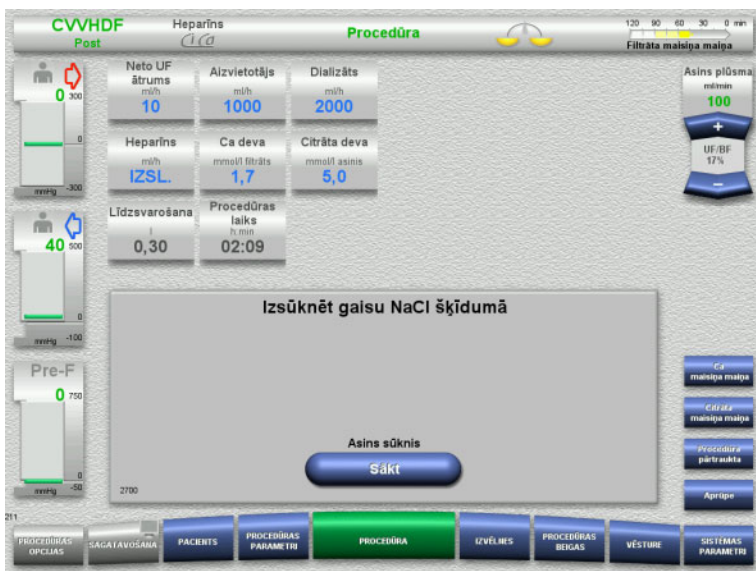 CVVHDF
Post
Heparīns
Ci Ca
Procedūra
120 90 60 30 0 min
Filtrāta maisiņa maiņa
0
300
0
-300
mmHg
40
500
0
-100
mmHg
Pre-F
0
750
0
-50
mmHg
Neto UF
ātrums
ml/h
10
Aizvietotājs
ml/h
1000
Dializāts
ml/h
2000
Heparīns
ml/h
IZSL.
Ca deva
mmol/l filtrāts
1,7
Citrāta deva
mmol/l asinis
5,0
Līdzsvarošana
l
0,30
Procedūras
laiks
h:min
02:09
Asins plūsma
ml/min
100
+
UF/BF
17%
−
Izsūknēt gaisu NaCl šķīdumā
Asins sūknis
Sākt
2700
Ca
maisiņa maiņa
Citrāta
maisiņa maiņa
Procedūra
pārtraukta
Aprūpe
211
PROCEDŪRAS
OPCIJAS
SAGATAVOŠANA
PACIENTS
PROCEDŪRAS
PARAMETRI
PROCEDŪRA
IZVĒLNES
PROCEDŪRAS
BEIGAS
VĒSTURE
SISTĒMAS
PARAMETRI